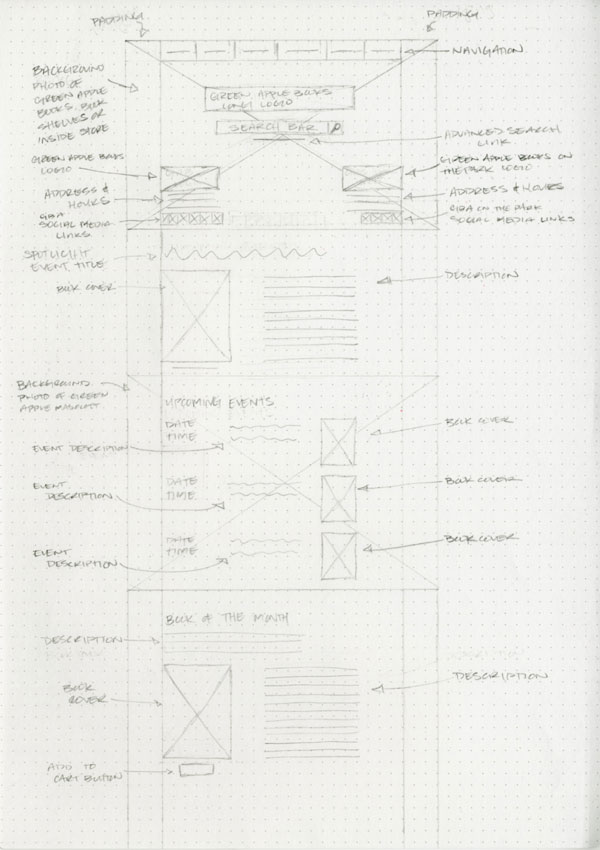 PADDING
PADDING
NAVIGATION
BACKGROUND
PHOTO OF
GREEN APPLE
BOOKS, BOOK
SHELVES OR
INSIDE STORE
GREEN APPLE BOOKS
LONG LOGO
SEARCH BAR
ADVANCED SEARCH
LINK
GREEN APPLE BOOKS
LOGO
GREEN APPLE BOOKS ON
THE PARK LOGO
ADDRESS &
HOURS
ADDRESS & HOURS
GBA
SOCIAL MEDIA
LINKS
GBA ON THE PARK
SOCIAL MEDIA LINKS
SPOTLIGHT
EVENT TITLE
BOOK COVER
DESCRIPTION
BACKGROUND
PHOTO OF GREEN
APPLE MASCOT
UPCOMING EVENTS
DATE
TIME
BOOK COVER
EVENT DESCRIPTION
EVENT
DESCRIPTION
DATE
TIME
BOOK COVER
EVENT
DESCRIPTION
DATE
TIME
BOOK COVER
BOOK OF THE MONTH
DESCRIPTION
BOOK
COVER
DESCRIPTION
ADD TO
CART BUTTON